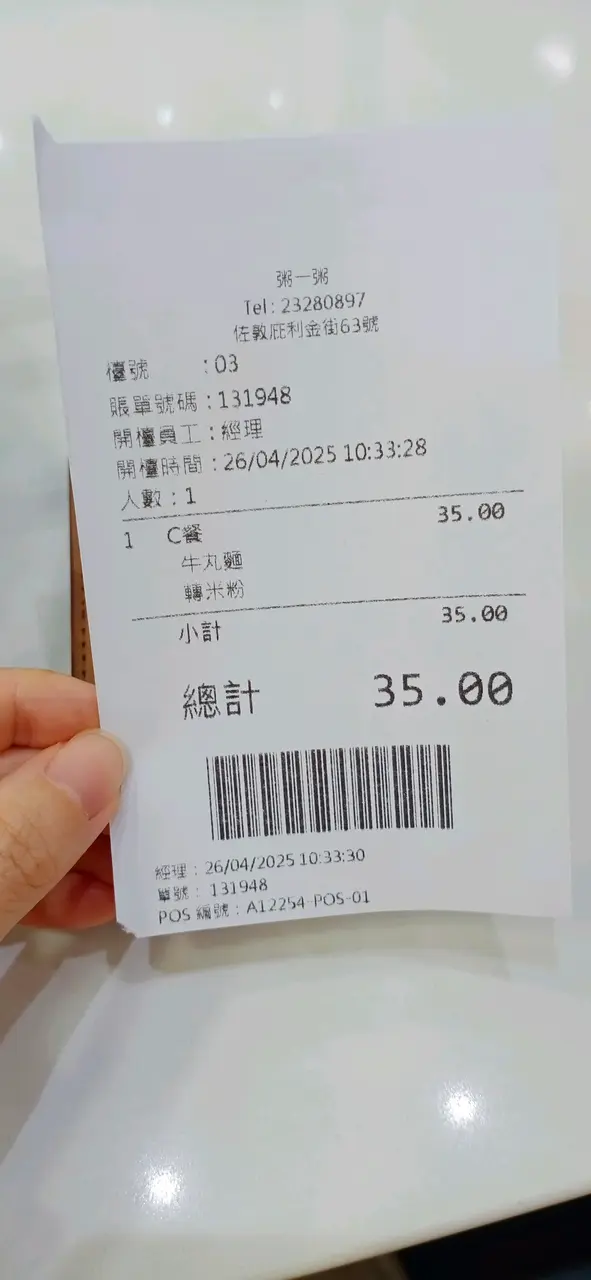 粥一粥
Tel: 23280897
佐敦庇利金街63號
檯號 :03
賬單號碼:131948
開檯員工:經理
開檯時間:26/04/2025 10:33:28
人數:1
1 C餐 35.00
牛丸麵
轉米粉
小計 35.00
總計 35.00
經理: 26/04/2025 10:33:30
單號: 131948
POS 編號: A12254-POS-01